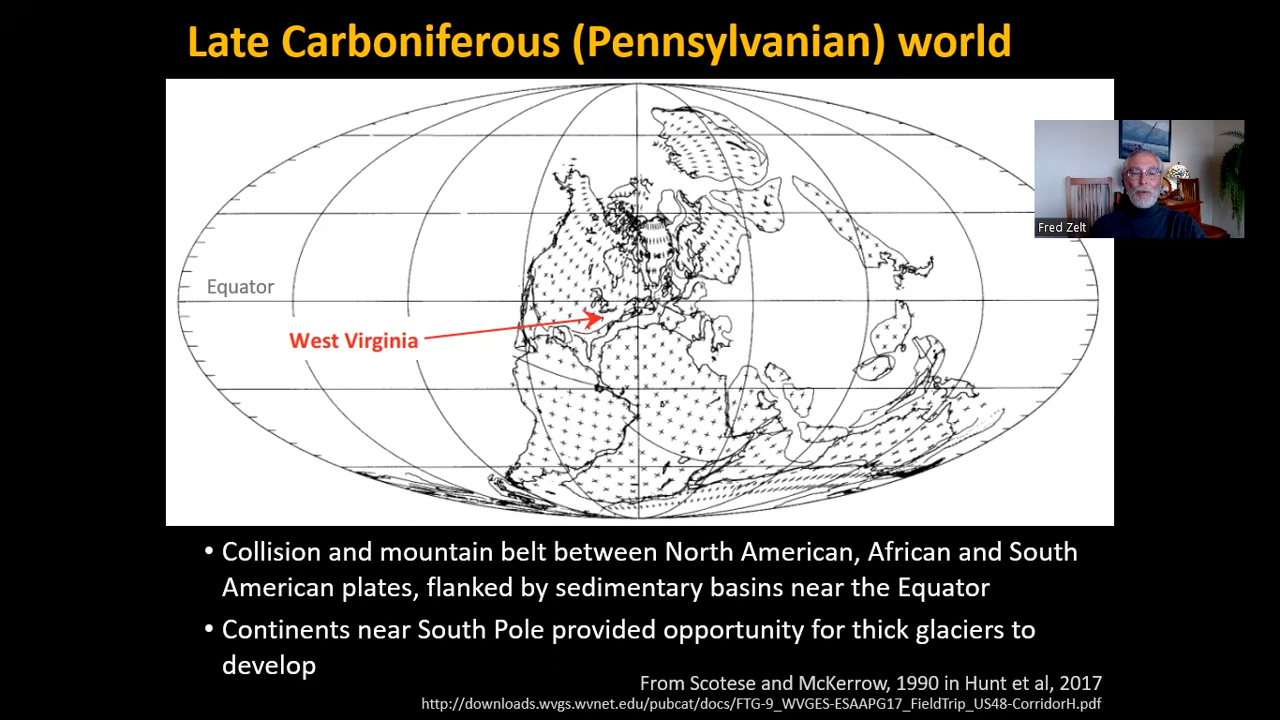 Late Carboniferous (Pennsylvanian) world
Fred Zelt
Equator
West Virginia
• Collision and mountain belt between North American, African and South
American plates, flanked by sedimentary basins near the Equator
• Continents near South Pole provided opportunity for thick glaciers to
develop
From Scotese and McKerrow, 1990 in Hunt et al, 2017
http://downloads.wvgs.wvnet.edu/pubcat/docs/FTG-9_WVGES-ESAAPG17_FieldTrip_US48-CorridorH.pdf